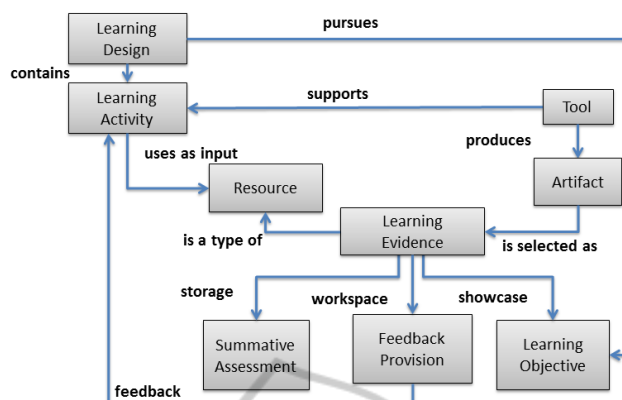 Learning
Design
pursues
contains
Learning
Activity
supports
Tool
produces
uses as input
Resource
Artifact
is a type of
Learning
Evidence
is selected as
storage
workspace
showcase
Summative
Assessment
Feedback
Provision
Learning
Objective
feedback